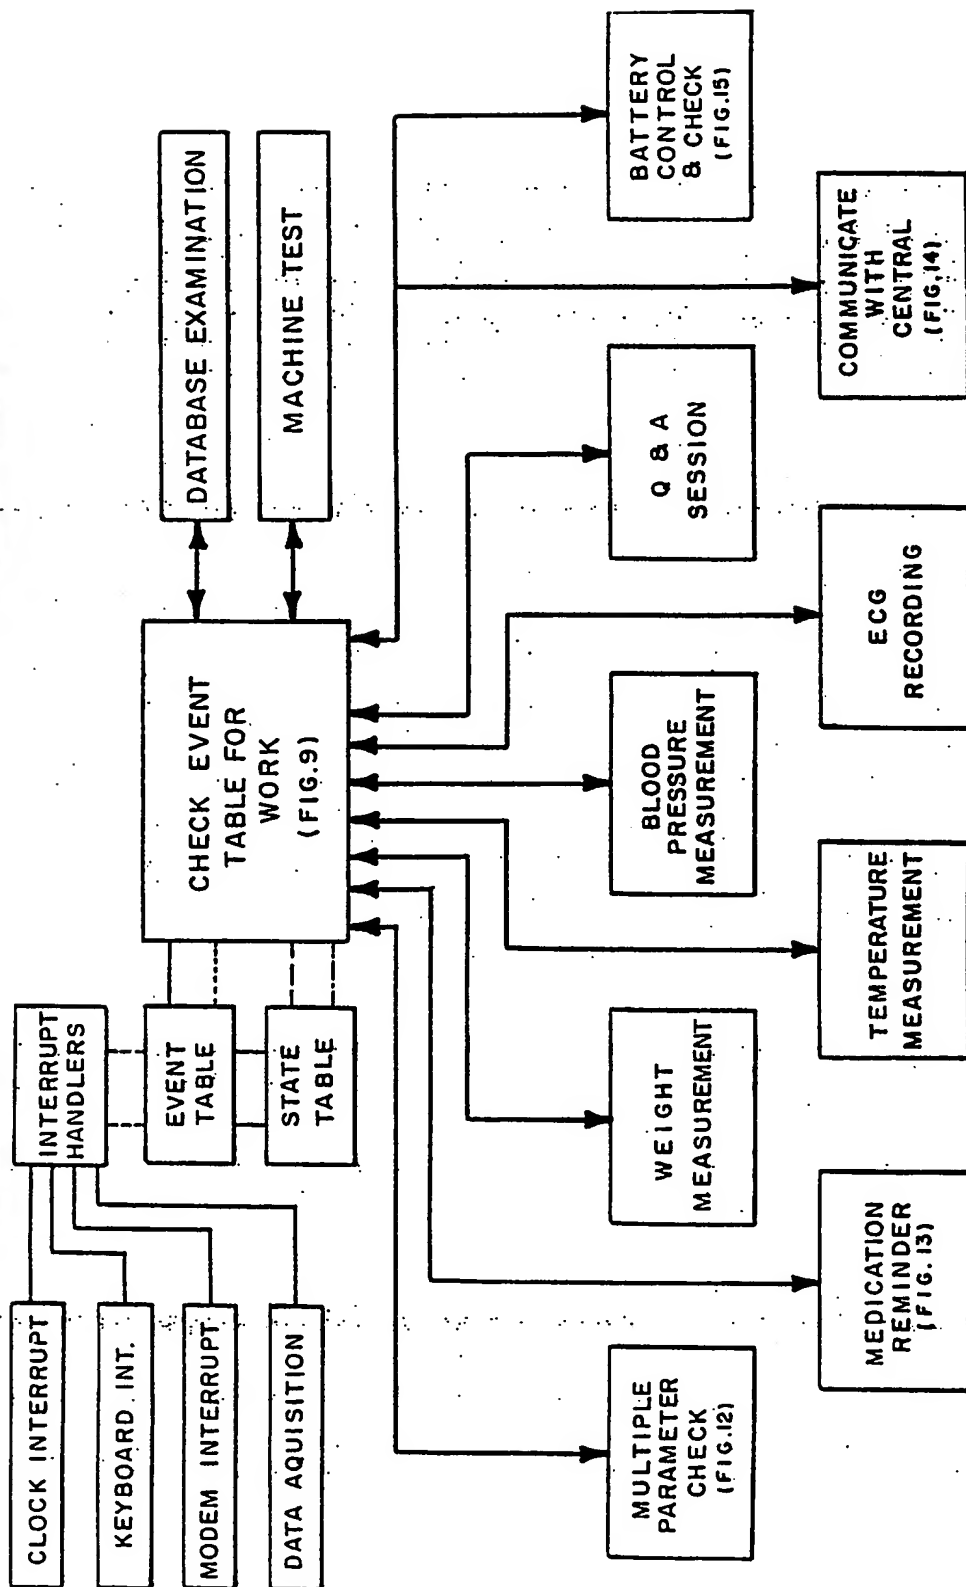 CLOCK INTERRUPT
KEYBOARD INT.
MODEM INTERRUPT
DATA AQUISITION
INTERRUPT
HANDLERS
EVENT
TABLE
STATE
TABLE
CHECK EVENT
TABLE FOR
WORK
(FIG.9)
DATABASE EXAMINATION
MACHINE TEST
MULTIPLE
PARAMETER
CHECK
(FIG.12)
MEDICATION
REMINDER
(FIG.13)
WEIGHT
MEASUREMENT
TEMPERATURE
MEASUREMENT
BLOOD
PRESSURE
MEASUREMENT
ECG
RECORDING
Q & A
SESSION
COMMUNICATE
WITH
CENTRAL
(FIG,14)
BATTERY
CONTROL
& CHECK
(FIG.15)